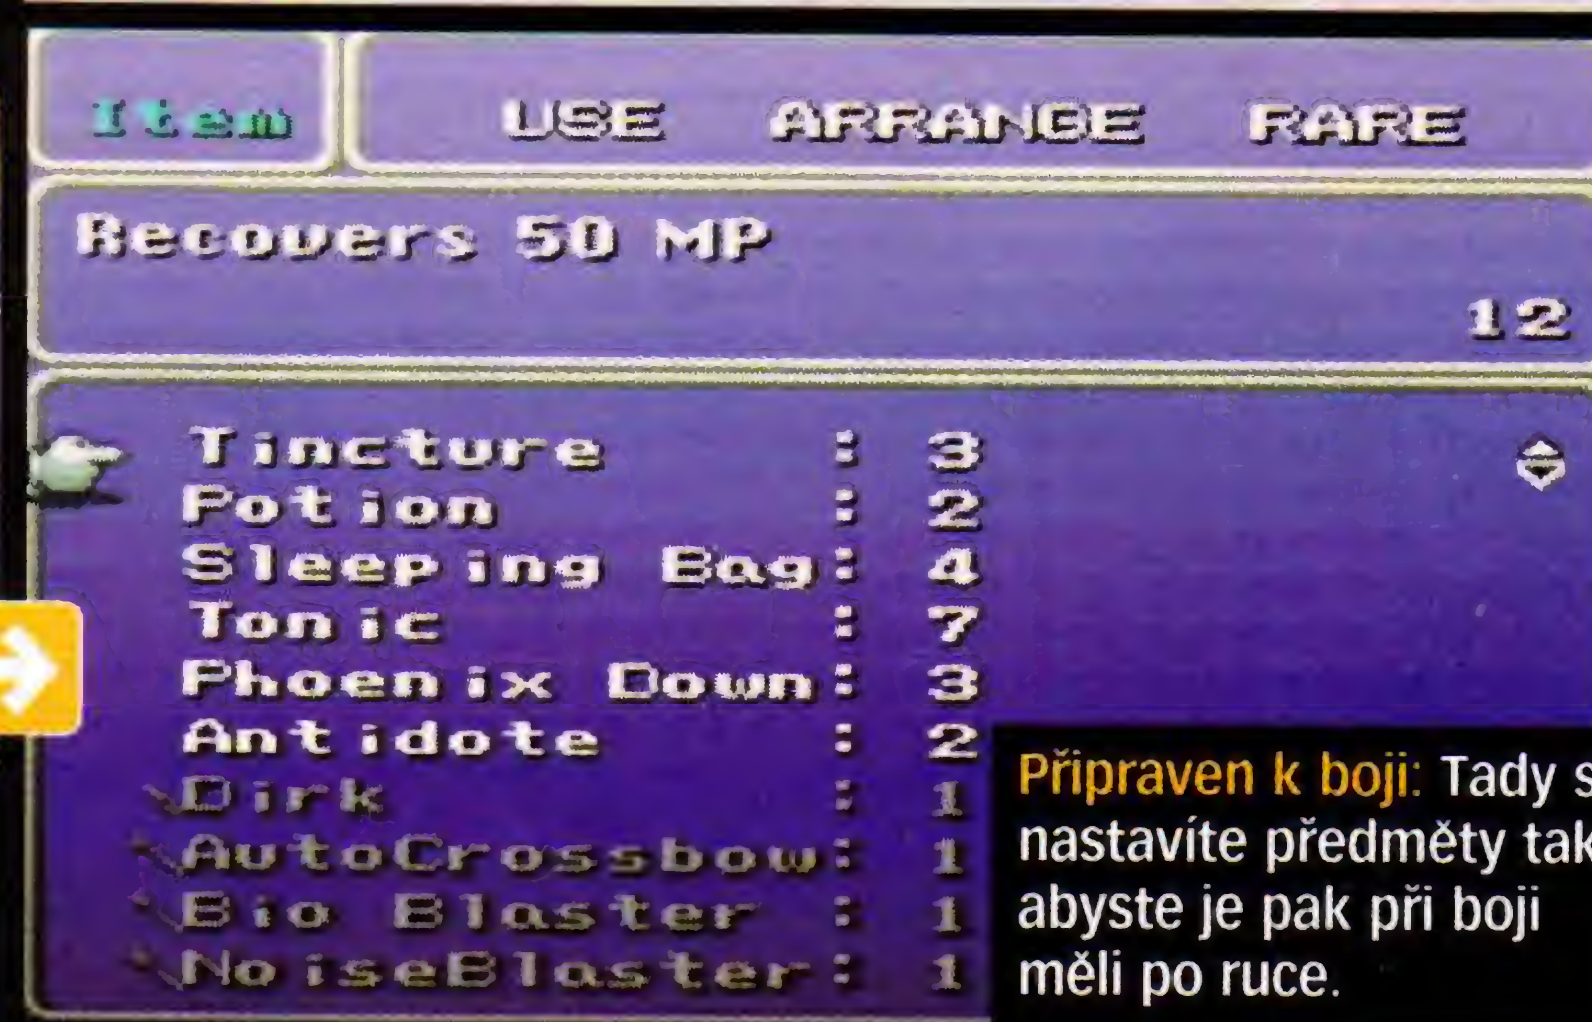 Item USE ARRANGE RARE
Recovers 50 MP
12
Tincture : 3
Potion : 2
Sleeping Bag: 4
Tonic : 7
Phoenix Down: 3
Antidote : 2
Dirk : 1
AutoCrossbow: 1
Bio Blaster : 1
NoiseBlaster: 1
Připraven k boji: Tady s
nastavíte předměty tak
abyste je pak při boji
měli po ruce.